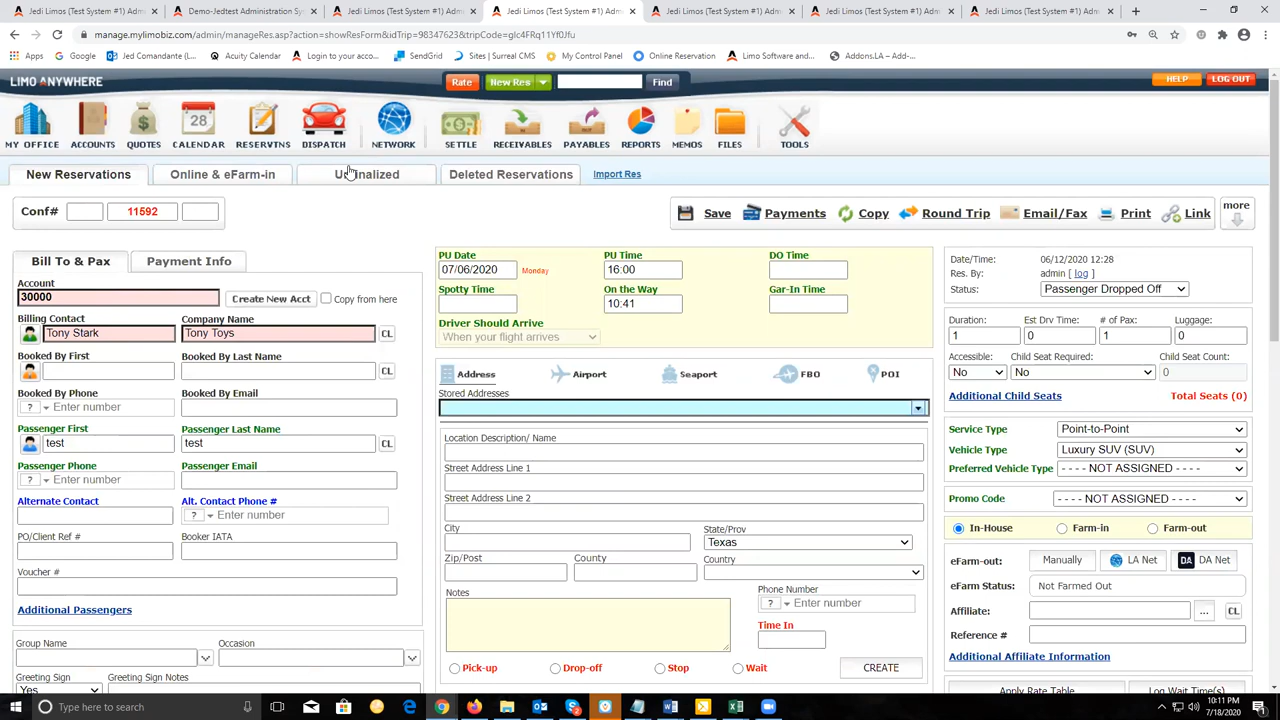 Jedi Limos (Test System #1) Adm
Demo-Jedtest Administration Sy
Jedi Limos (Test System #1) Adm
Jedi Limos (Test System #1) Adm
Jedi Limos (Test System #1) Adm
Jedi Limos (Test System #1) Adm
Jedi Limos (Test System #1) Adm
manage.mylimobiz.com/admin/manageRes.asp?action=showResForm&idTrip=98347623&tripCode=glc4FRq11Yf0Jfu
Apps
Google
Jed Comandante (L...
Acuity Calendar
SendGrid
Login to your acco...
Sites | Surreal CMS
My Control Panel
Online Reservation
Limo Software and...
Addons.LA – Add-...
LIMO ANYWHERE
Rate
New Res
Find
HELP
LOG OUT
MY OFFICE
ACCOUNTS
QUOTES
28
CALENDAR
RESERVTNS
DISPATCH
NETWORK
SETTLE
RECEIVABLES
PAYABLES
REPORTS
MEMOS
FILES
TOOLS
New Reservations
Online & eFarm-in
Deleted Reservations
Import Res
Conf#
11592
Save
Payments
Copy
Round Trip
Email/Fax
Print
Link
more
Bill To & Pax
Payment Info
Account
30000
Create New Acct
Copy from here
Billing Contact
Company Name
Tony Stark
Tony Toys
CL
Booked By First
Booked By Last Name
CL
Booked By Phone
Booked By Email
? Enter number
Passenger First
Passenger Last Name
test
test
CL
Passenger Phone
Passenger Email
? Enter number
Alternate Contact
Alt. Contact Phone #
? Enter number
PO/Client Ref #
Booker IATA
Voucher #
Additional Passengers
Group Name
Occasion
Greeting Sign
Greeting Sign Notes
Yes
PU Date
PU Time
DO Time
07/06/2020
Monday
16:00
Spotty Time
On the Way
Gar-In Time
10:41
Driver Should Arrive
When your flight arrives
Address
Airport
Seaport
FBO
POI
Stored Addresses
Location Description/ Name
Street Address Line 1
Street Address Line 2
City
State/Prov
Texas
Zip/Post
County
Country
Notes
Phone Number
? Enter number
Time In
Pick-up
Drop-off
Stop
Wait
CREATE
Date/Time:
06/12/2020 12:28
Res. By:
admin [ log ]
Status:
Passenger Dropped Off
Duration:
Est Drv Time:
# of Pax:
Luggage:
1
0
1
0
Accessible:
Child Seat Required:
Child Seat Count:
No
No
0
Additional Child Seats
Total Seats (0)
Service Type
Point-to-Point
Vehicle Type
Luxury SUV (SUV)
Preferred Vehicle Type
- - - - NOT ASSIGNED - - - -
Promo Code
- - - - NOT ASSIGNED - - - -
In-House
Farm-in
Farm-out
eFarm-out:
Manually
LA Net
DA
DA Net
eFarm Status:
Not Farmed Out
Affiliate:
...
CL
Reference #
Additional Affiliate Information
Apply Rate Table
Log Wait Time(s)
Type here to search
10:11 PM
7/18/2020